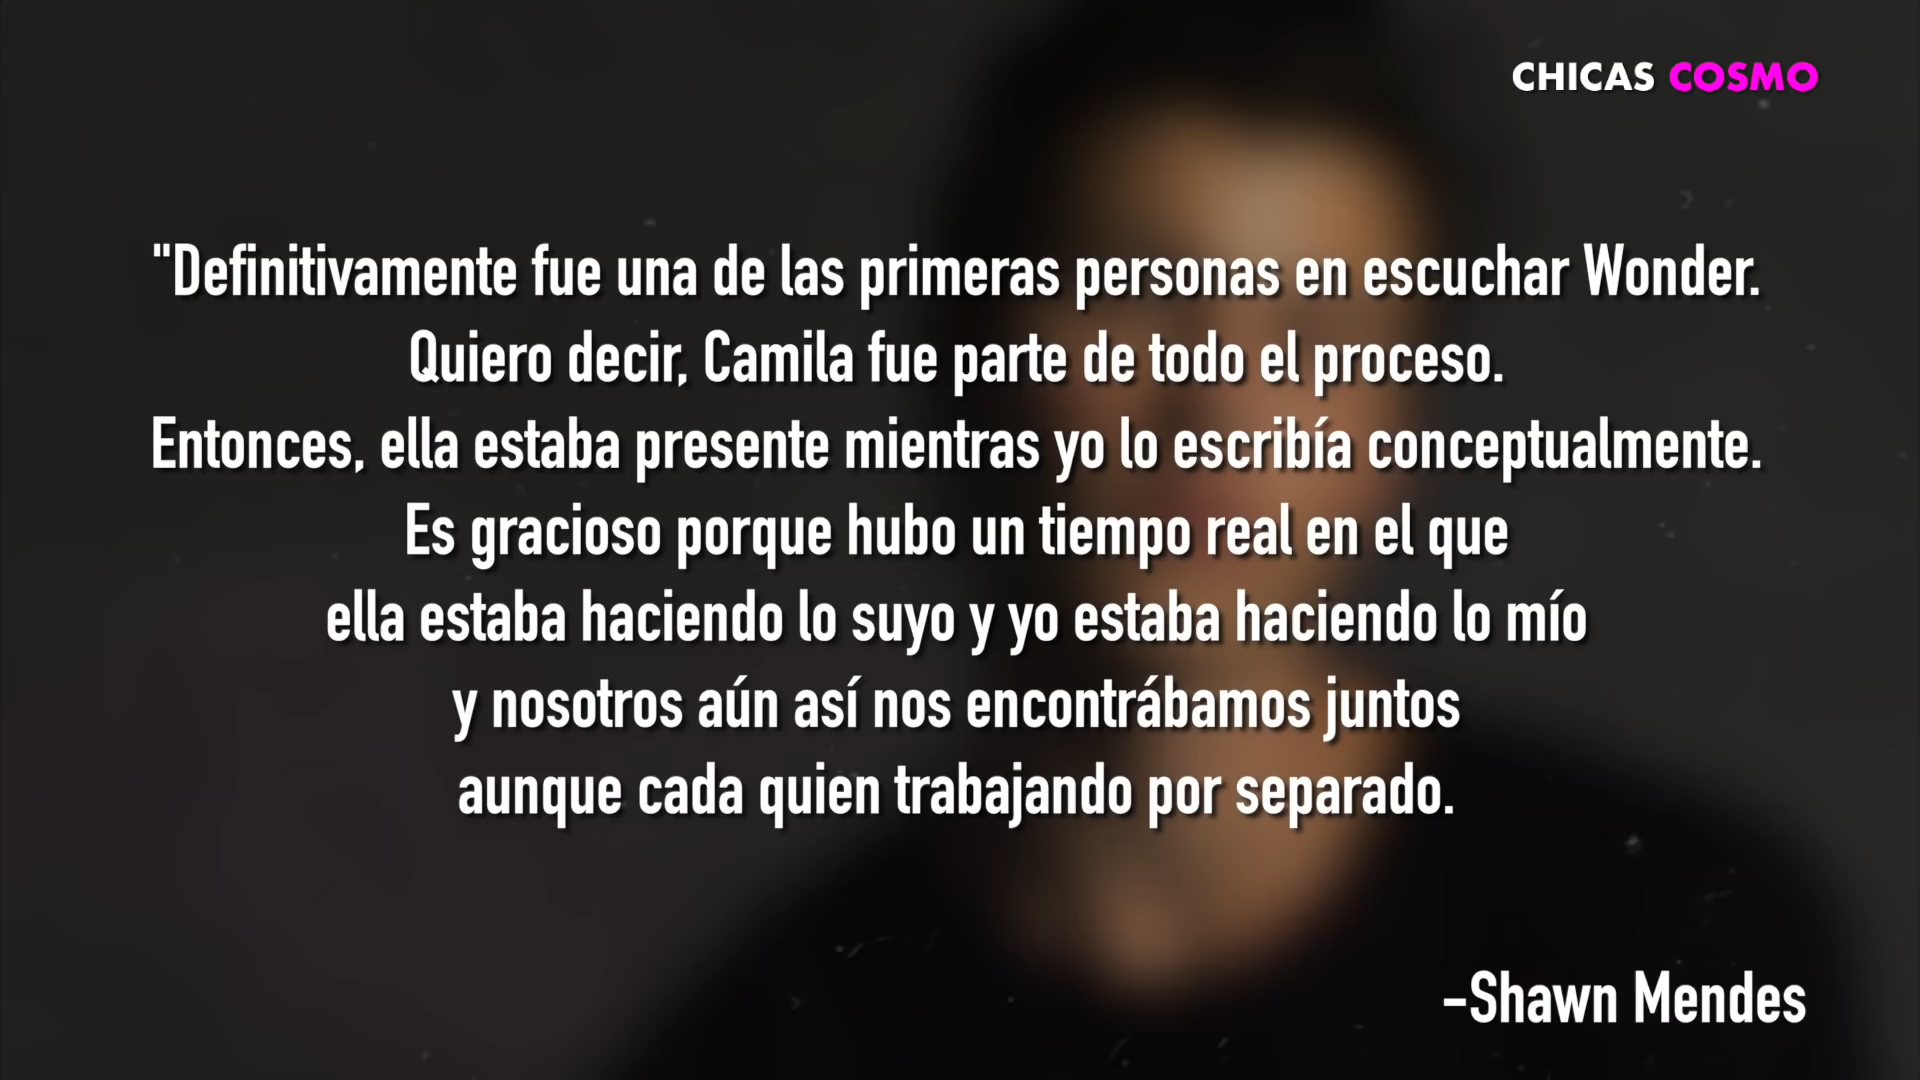 CHICAS COSMO
"Definitivamente fue una de las primeras personas en escuchar Wonder.
Quiero decir, Camila fue parte de todo el proceso.
Entonces, ella estaba presente mientras yo lo escribía conceptualmente.
Es gracioso porque hubo un tiempo real en el que
ella estaba haciendo lo suyo y yo estaba haciendo lo mío
y nosotros aún así nos encontrábamos juntos
aunque cada quien trabajando por separado.
-Shawn Mendes